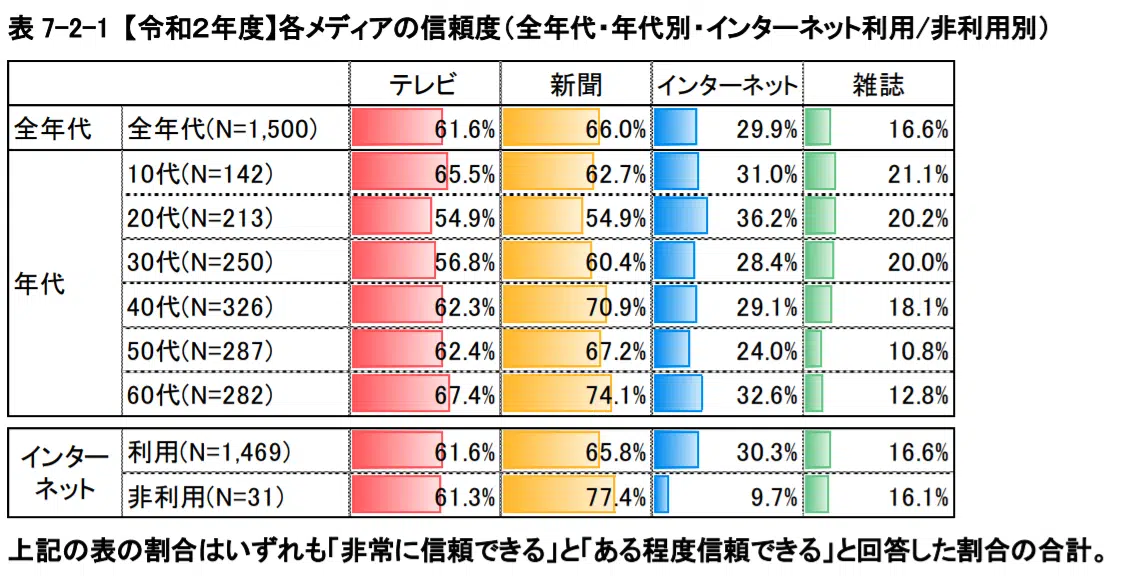 表 7-2-1 【令和2年度】各メディアの信頼度(全年代・年代別・インターネット利用/非利用別)
テレビ 新聞 インターネット 雑誌
全年代 全年代(N=1,500) 61.6% 66.0% 29.9% 16.6%
10代(N=142) 65.5% 62.7% 31.0% 21.1%
20代(N=213) 54.9% 54.9% 36.2% 20.2%
30代(N=250) 56.8% 60.4% 28.4% 20.0%
年代
40代(N=326) 62.3% 70.9% 29.1% 18.1%
50代(N=287) 62.4% 67.2% 24.0% 10.8%
60代(N=282) 67.4% 74.1% 32.6% 12.8%
インター
ネット
利用(N=1,469) 61.6% 65.8% 30.3% 16.6%
非利用(N=31) 61.3% 77.4% 9.7% 16.1%
上記の表の割合はいずれも「非常に信頼できる」と「ある程度信頼できる」と回答した割合の合計。